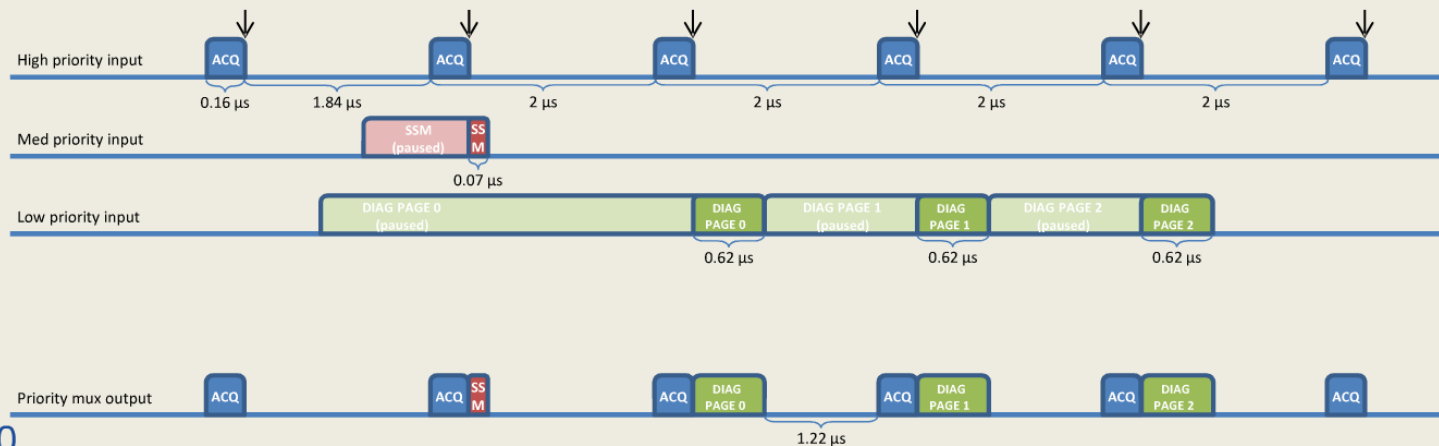 High priority input
ACQ
ACQ
ACQ
ACQ
ACQ
ACQ
0.16 µs
1.84 µs
2 µs
2 µs
2 µs
2 µs
Med priority input
SSM
(paused)
SS
M
0.07 µs
Low priority input
DIAG PAGE 0
(paused)
DIAG
PAGE 0
DIAG PAGE 1
(paused)
DIAG
PAGE 1
DIAG PAGE 2
(paused)
DIAG
PAGE 2
0.62 µs
0.62 µs
0.62 µs
Priority mux output
ACQ
ACQ
SS
M
ACQ
DIAG
PAGE 0
ACQ
DIAG
PAGE 1
ACQ
DIAG
PAGE 2
ACQ
1.22 µs